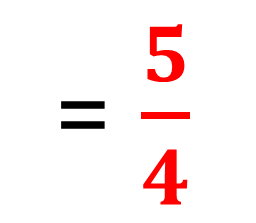 = 5/4